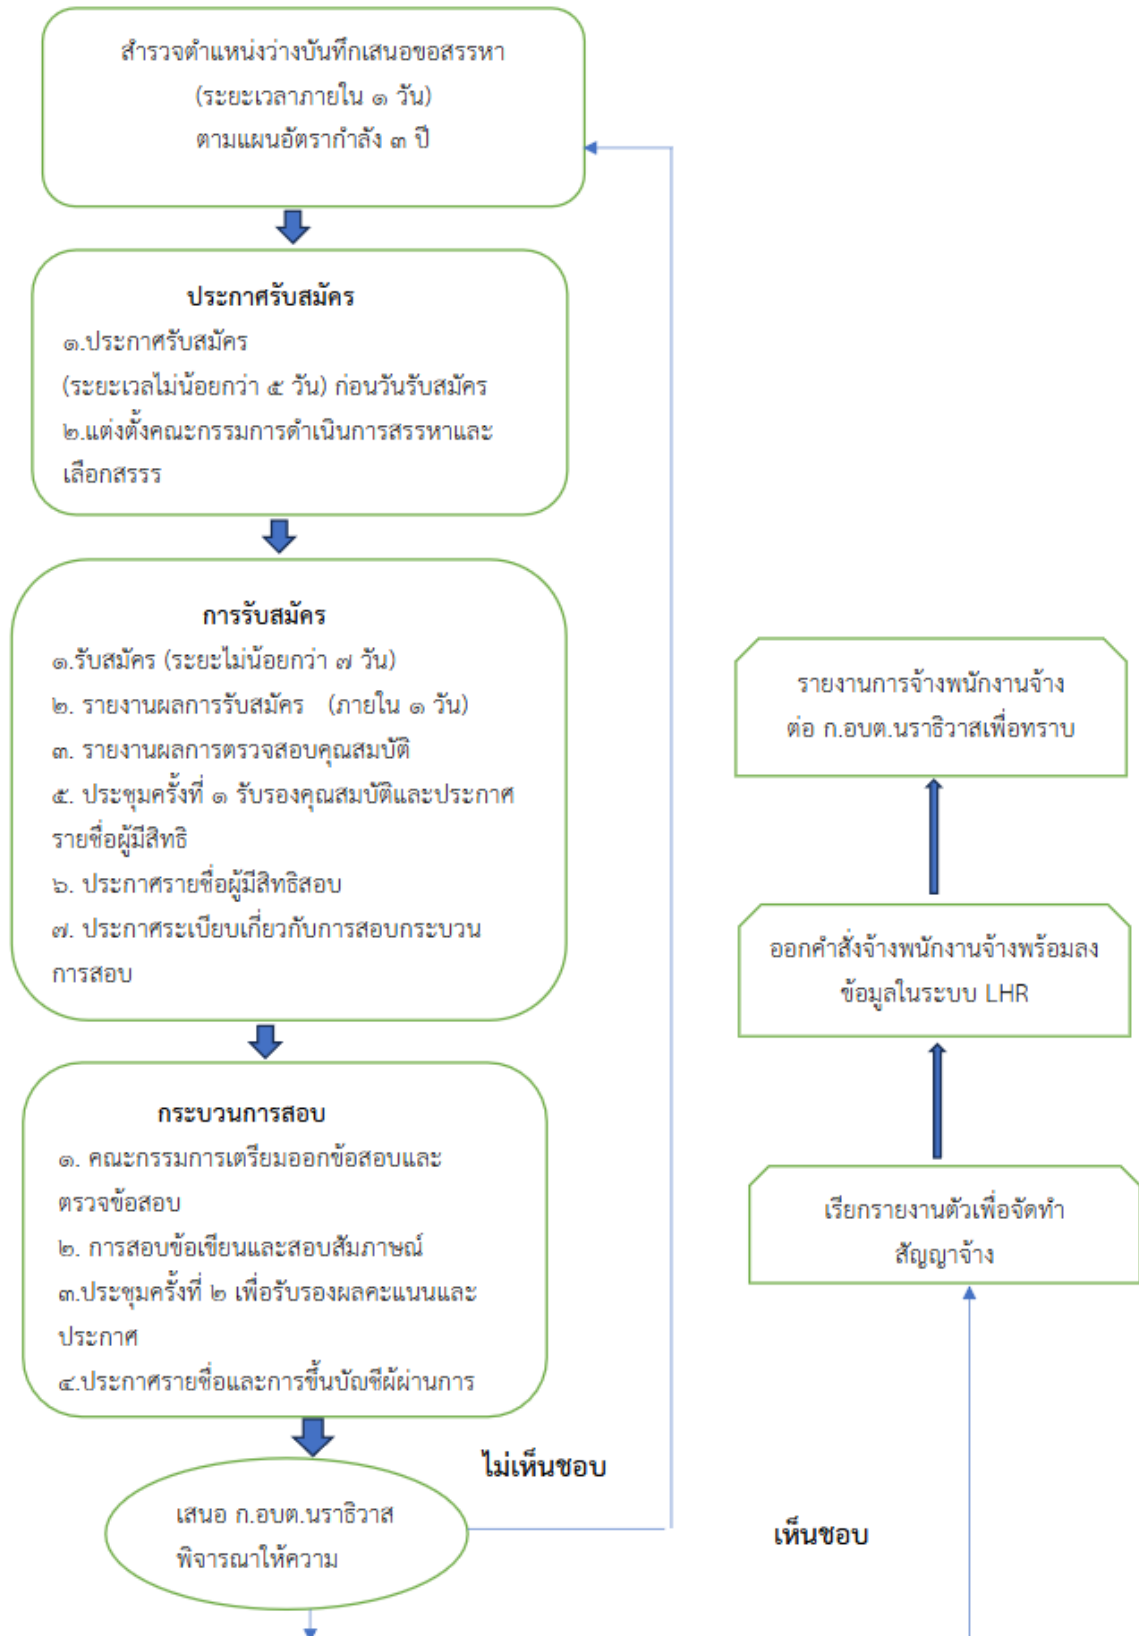 สำรวจตำแหน่งว่างบันทึกเสนอขอสรรหา
(ระยะเวลาภายใน ๑ วัน)
ตามแผนอัตรากำลัง ๓ ปี
ประกาศรับสมัคร
๑.ประกาศรับสมัคร
(ระยะเวลไม่น้อยกว่า ๕ วัน) ก่อนวันรับสมัคร
๒.แต่งตั้งคณะกรรมการดำเนินการสรรหาและ
เลือกสรรร
การรับสมัคร
๑.รับสมัคร (ระยะไม่น้อยกว่า ๗ วัน)
๒. รายงานผลการรับสมัคร (ภายใน ๑ วัน)
๓. รายงานผลการตรวจสอบคุณสมบัติ
๕. ประชุมครั้งที่ ๑ รับรองคุณสมบัติและประกาศ
รายชื่อผู้มีสิทธิ
๖. ประกาศรายชื่อผู้มีสิทธิสอบ
๗. ประกาศระเบียบเกี่ยวกับการสอบกระบวน
การสอบ
กระบวนการสอบ
๑. คณะกรรมการเตรียมออกข้อสอบและ
ตรวจข้อสอบ
๒. การสอบข้อเขียนและสอบสัมภาษณ์
๓.ประชุมครั้งที่ ๒ เพื่อรับรองผลคะแนนและ
ประกาศ
๔.ประกาศรายชื่อและการขึ้นบัญชีผู้ผ่านการ
ไม่เห็นชอบ
เสนอ ก.อบต.นราธิวาส
พิจารณาให้ความ
เห็นชอบ
รายงานการจ้างพนักงานจ้าง
ต่อ ก.อบต.นราธิวาสเพื่อทราบ
ออกคำสั่งจ้างพนักงานจ้างพร้อมลง
ข้อมูลในระบบ LHR
เรียกรายงานตัวเพื่อจัดทำ
สัญญาจ้าง